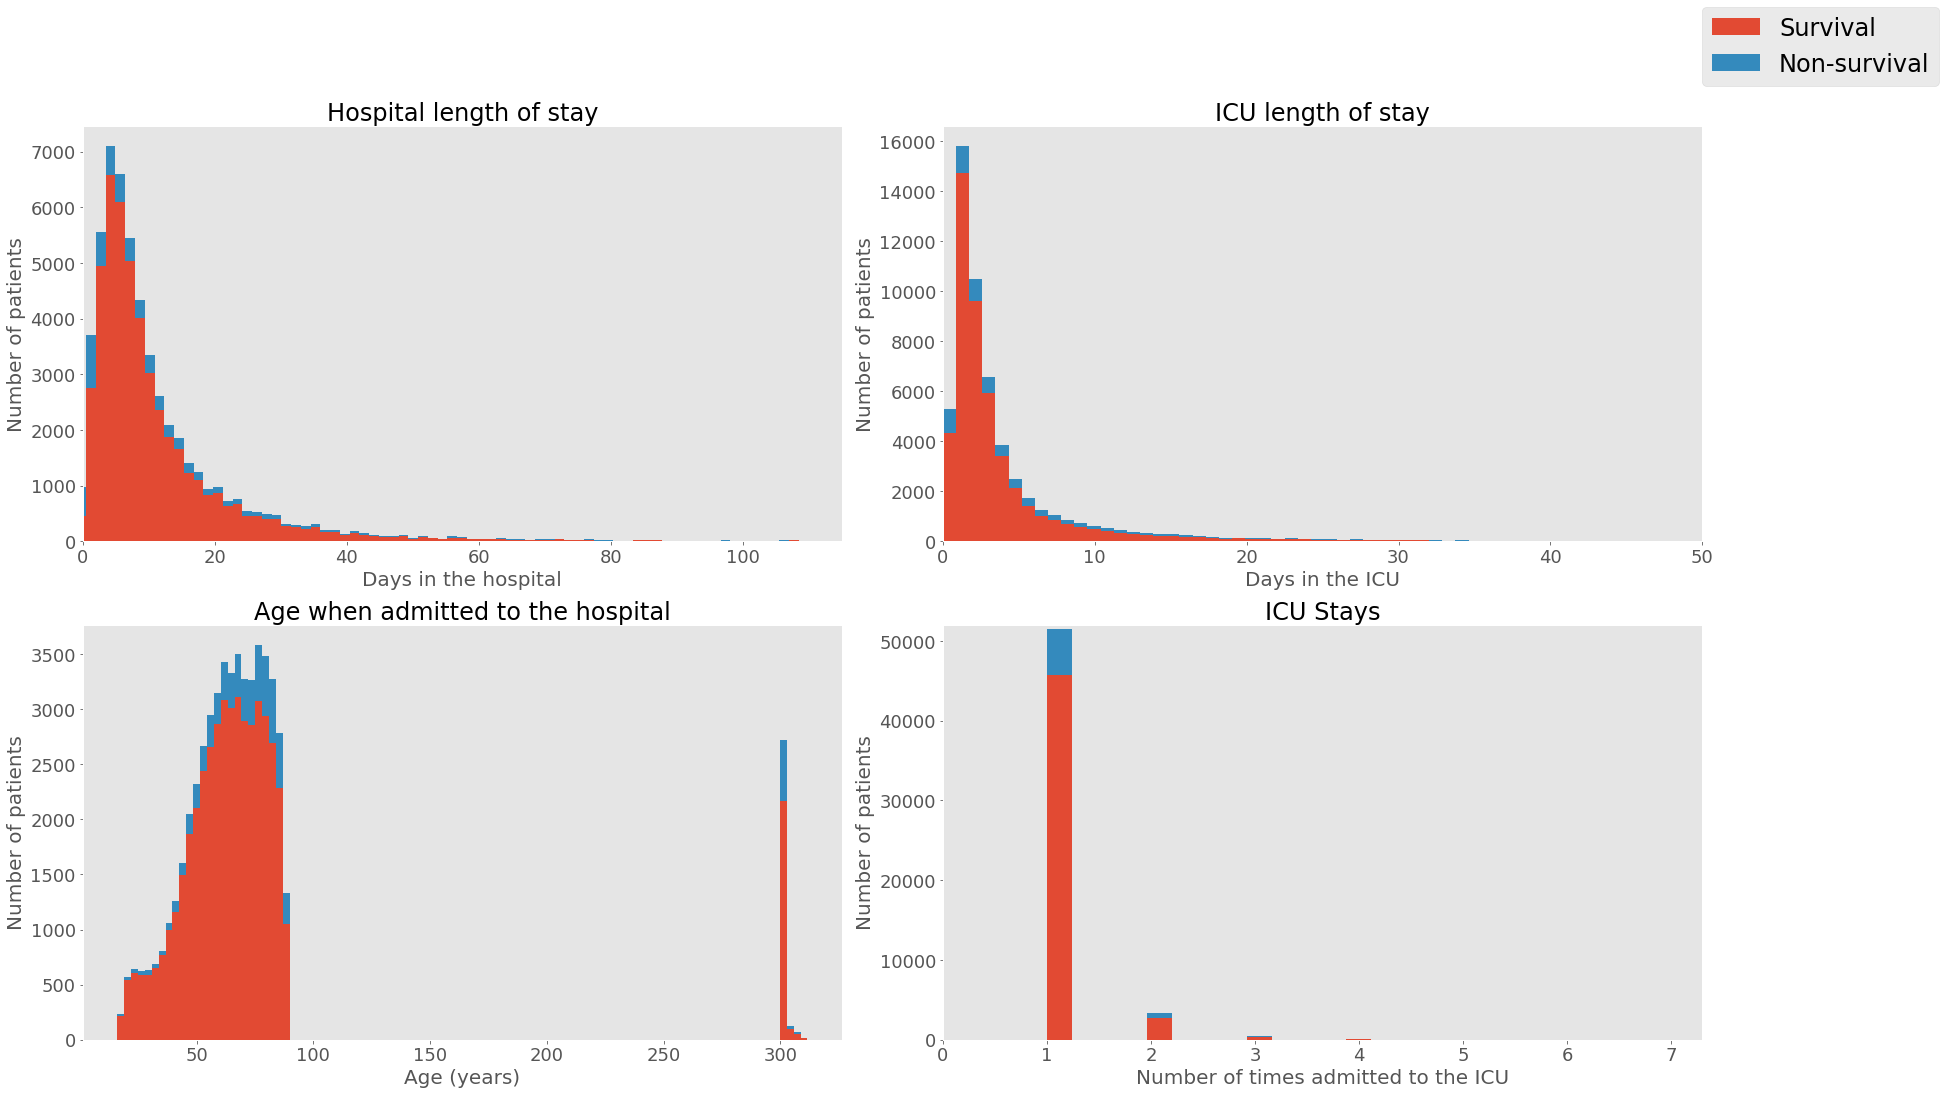 Survival
Non-survival
Hospital length of stay
7000
6000
5000
4000
3000
2000
1000
0
Number of patients
0 20 40 60 80 100
Days in the hospital
ICU length of stay
16000
14000
12000
10000
8000
6000
4000
2000
0
Number of patients
0 10 20 30 40 50
Days in the ICU
Age when admitted to the hospital
3500
3000
2500
2000
1500
1000
500
0
Number of patients
50 100 150 200 250 300
Age (years)
ICU Stays
50000
40000
30000
20000
10000
0
Number of patients
0 1 2 3 4 5 6 7
Number of times admitted to the ICU